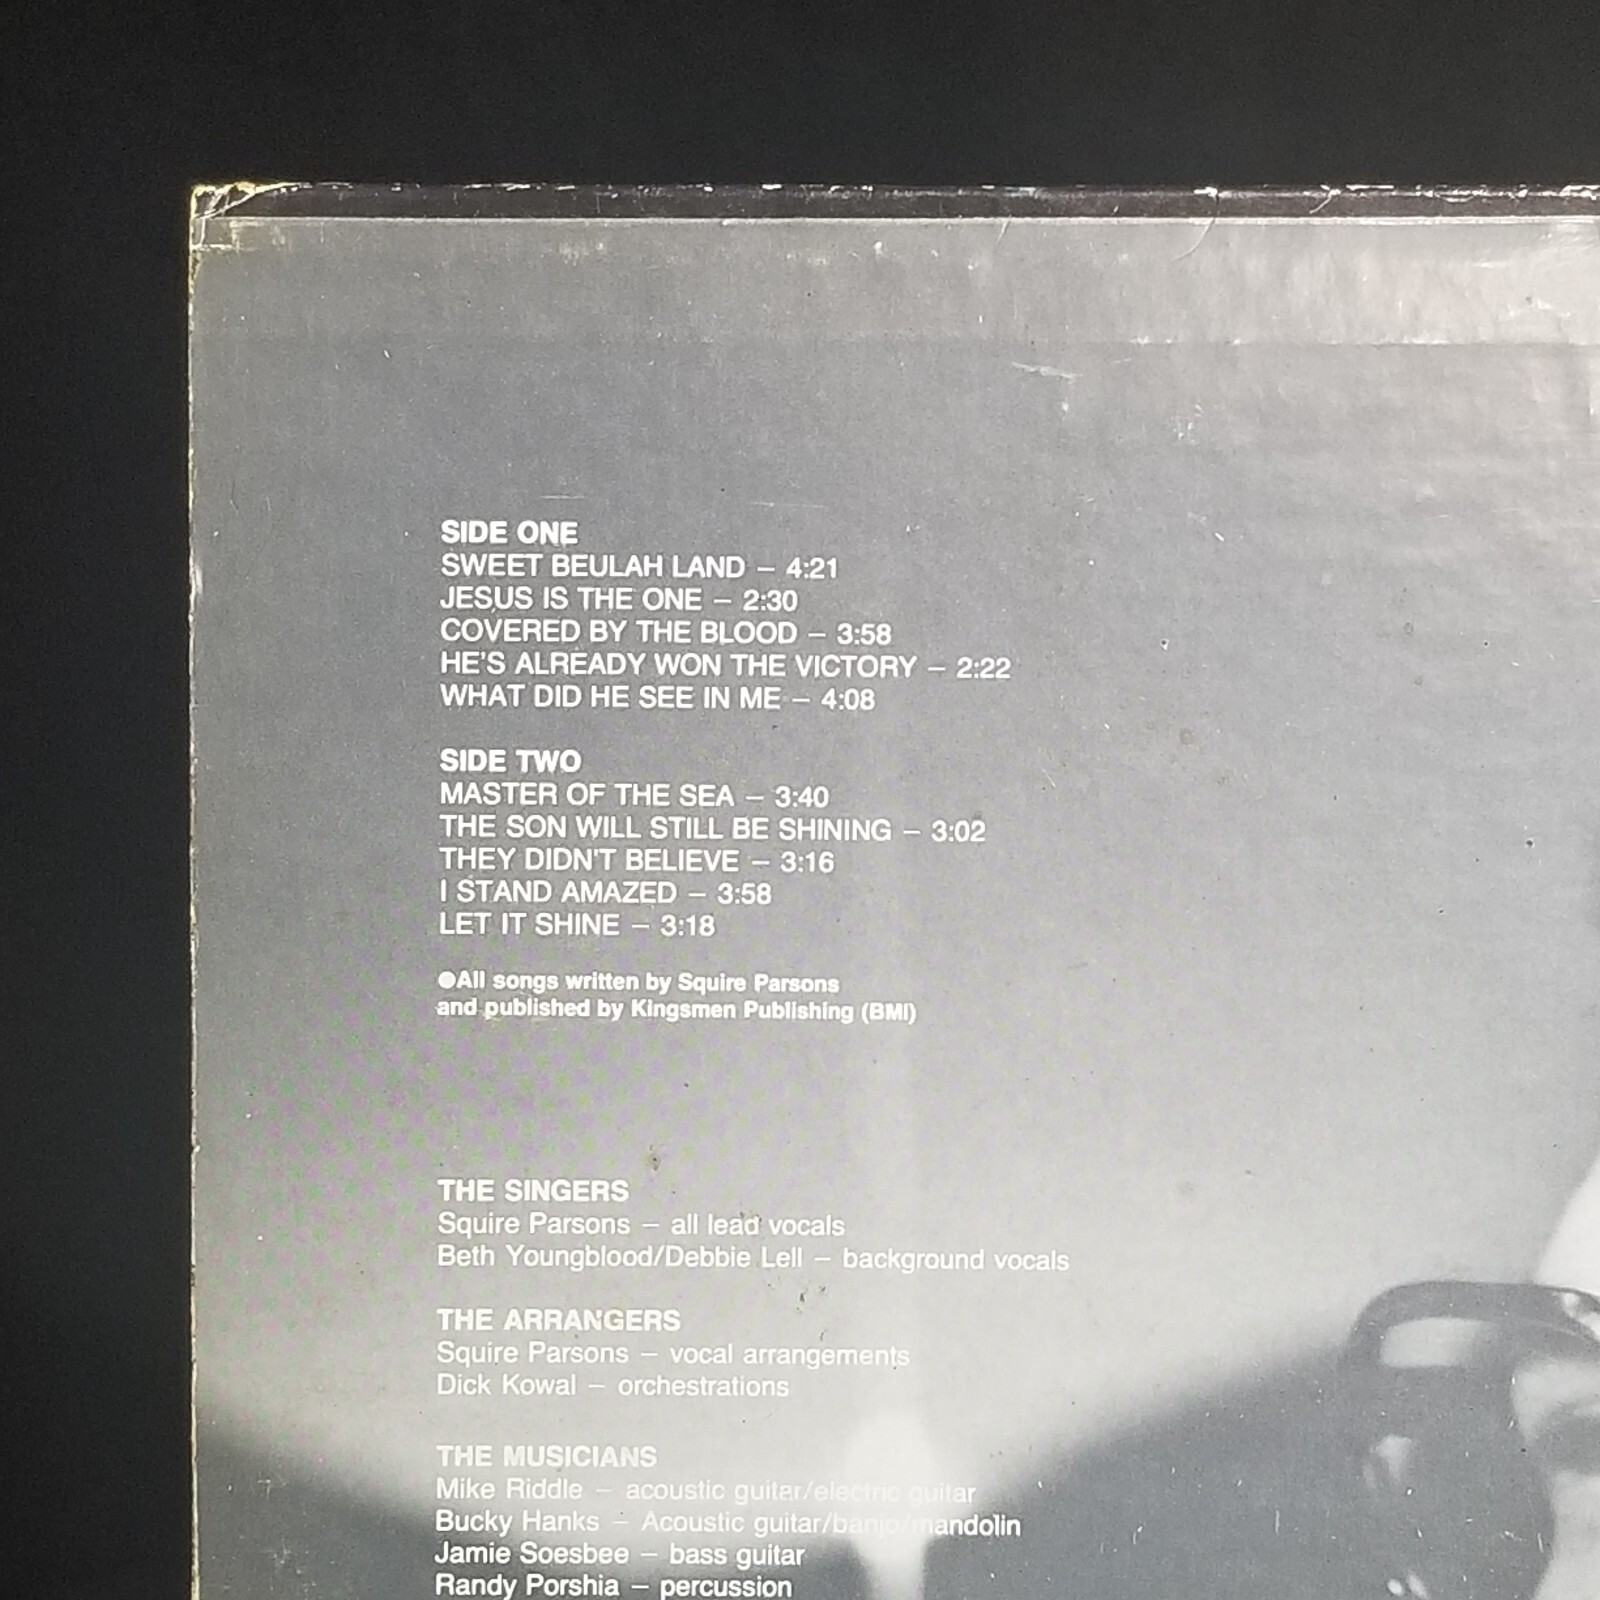 SIDE ONE
SWEET BEULAH LAND – 4:21
JESUS IS THE ONE – 2:30
COVERED BY THE BLOOD – 3:58
HE'S ALREADY WON THE VICTORY – 2:22
WHAT DID HE SEE IN ME – 4:08
SIDE TWO
MASTER OF THE SEA – 3:40
THE SON WILL STILL BE SHINING – 3:02
THEY DIDN'T BELIEVE – 3:16
I STAND AMAZED – 3:58
LET IT SHINE – 3:18
●All songs written by Squire Parsons
and published by Kingsmen Publishing (BMI)
THE SINGERS
Squire Parsons – all lead vocals
Beth Youngblood/Debbie Lell – background vocals
THE ARRANGERS
Squire Parsons – vocal arrangements
Dick Kowal – orchestrations
THE MUSICIANS
Mike Riddle – acoustic guitar/electric guitar
Bucky Hanks – Acoustic guitar/banjo/mandolin
Jamie Soesbee – bass guitar
Randy Porshia – percussion